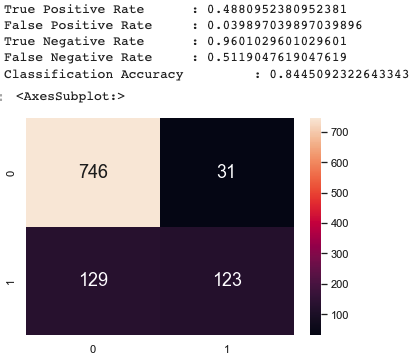 True Positive Rate : 0.4880952380952381
False Positive Rate : 0.039897039897039896
True Negative Rate : 0.9601029601029601
False Negative Rate : 0.5119047619047619
Classification Accuracy : 0.8445092322643343
: <AxesSubplot:>
700
0 746 31
600
500
400
300
1 129 123
200
100
0 1